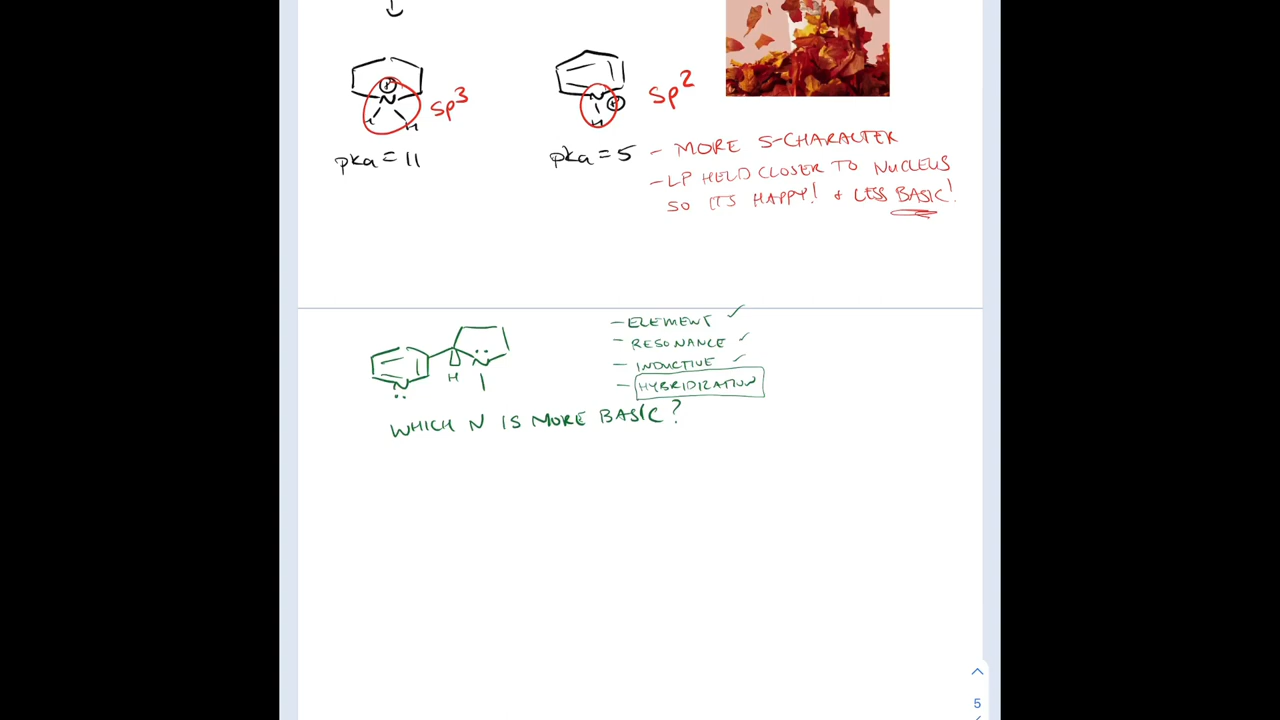 sp³
sp²
pka = 11
pka = 5
- MORE S-CHARACTER
- LP HELD CLOSER TO NUCLEUS
SO ITS HAPPY! + LESS BASIC!
- ELEMENT ✓
- RESONANCE ✓
- INDUCTIVE ✓
- HYBRIDIZATION
N
H
N
WHICH N IS MORE BASIC?
5